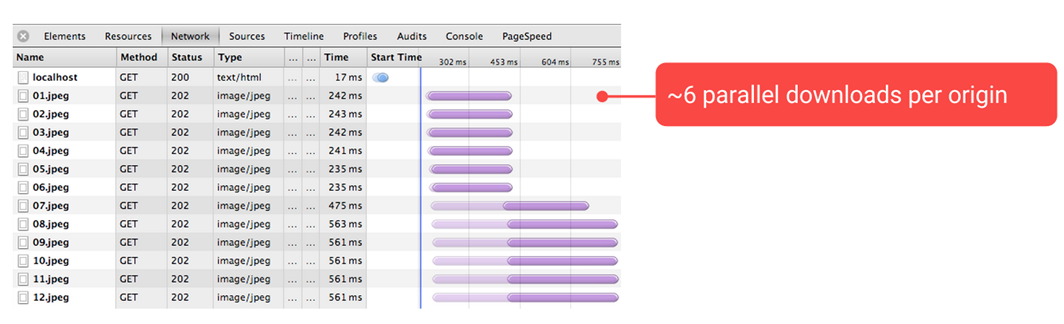 Elements Resources Network Sources Timeline Profiles Audits Console PageSpeed
Name Method Status Type ... ... Time Start Time 302 ms 453 ms 604 ms 755 ms
localhost GET 200 text/html ... ... 17 ms
01.jpeg GET 202 image/jpeg ... ... 242 ms
~6 parallel downloads per origin
02.jpeg GET 202 image/jpeg ... ... 243 ms
03.jpeg GET 202 image/jpeg ... ... 242 ms
04.jpeg GET 202 image/jpeg ... ... 241 ms
05.jpeg GET 202 image/jpeg ... ... 235 ms
06.jpeg GET 202 image/jpeg ... ... 235 ms
07.jpeg GET 202 image/jpeg ... ... 475 ms
08.jpeg GET 202 image/jpeg ... ... 563 ms
09.jpeg GET 202 image/jpeg ... ... 561 ms
10.jpeg GET 202 image/jpeg ... ... 561 ms
11.jpeg GET 202 image/jpeg ... ... 561 ms
12.jpeg GET 202 image/jpeg ... ... 561 ms